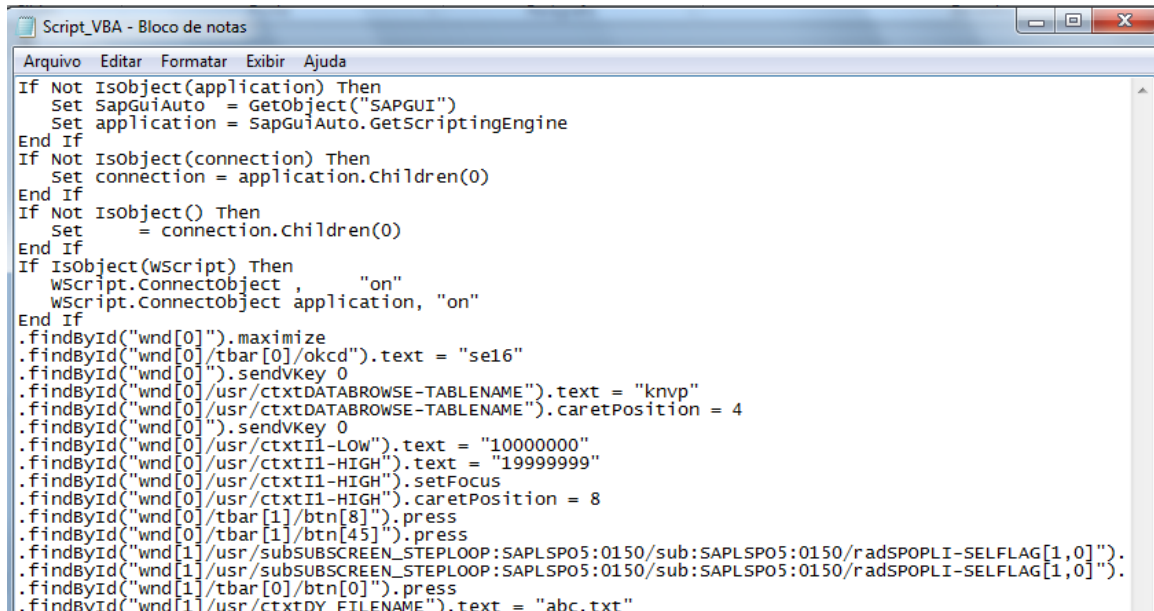 Script_VBA - Bloco de notas
Arquivo Editar Formatar Exibir Ajuda
If Not IsObject(application) Then
   Set SapGuiAuto  = GetObject("SAPGUI")
   Set application = SapGuiAuto.GetScriptingEngine
End If
If Not IsObject(connection) Then
   Set connection = application.Children(0)
End If
If Not IsObject() Then
   Set     = connection.Children(0)
End If
If IsObject(WScript) Then
   WScript.ConnectObject ,     "on"
   WScript.ConnectObject application, "on"
End If
.findById("wnd[0]").maximize
.findById("wnd[0]/tbar[0]/okcd").text = "se16"
.findById("wnd[0]").sendVKey 0
.findById("wnd[0]/usr/ctxtDATABROWSE-TABLENAME").text = "knvp"
.findById("wnd[0]/usr/ctxtDATABROWSE-TABLENAME").caretPosition = 4
.findById("wnd[0]").sendVKey 0
.findById("wnd[0]/usr/ctxtI1-LOW").text = "10000000"
.findById("wnd[0]/usr/ctxtI1-HIGH").text = "19999999"
.findById("wnd[0]/usr/ctxtI1-HIGH").setFocus
.findById("wnd[0]/usr/ctxtI1-HIGH").caretPosition = 8
.findById("wnd[0]/tbar[1]/btn[8]").press
.findById("wnd[0]/tbar[1]/btn[45]").press
.findById("wnd[1]/usr/subSUBSCREEN_STEPLOOP:SAPLSPO5:0150/sub:SAPLSPO5:0150/radSPOPLI-SELFLAG[1,0]").
.findById("wnd[1]/usr/subSUBSCREEN_STEPLOOP:SAPLSPO5:0150/sub:SAPLSPO5:0150/radSPOPLI-SELFLAG[1,0]").
.findById("wnd[1]/tbar[0]/btn[0]").press
.findById("wnd[1]/usr/ctxtDY_FILENAME").text = "abc.txt"